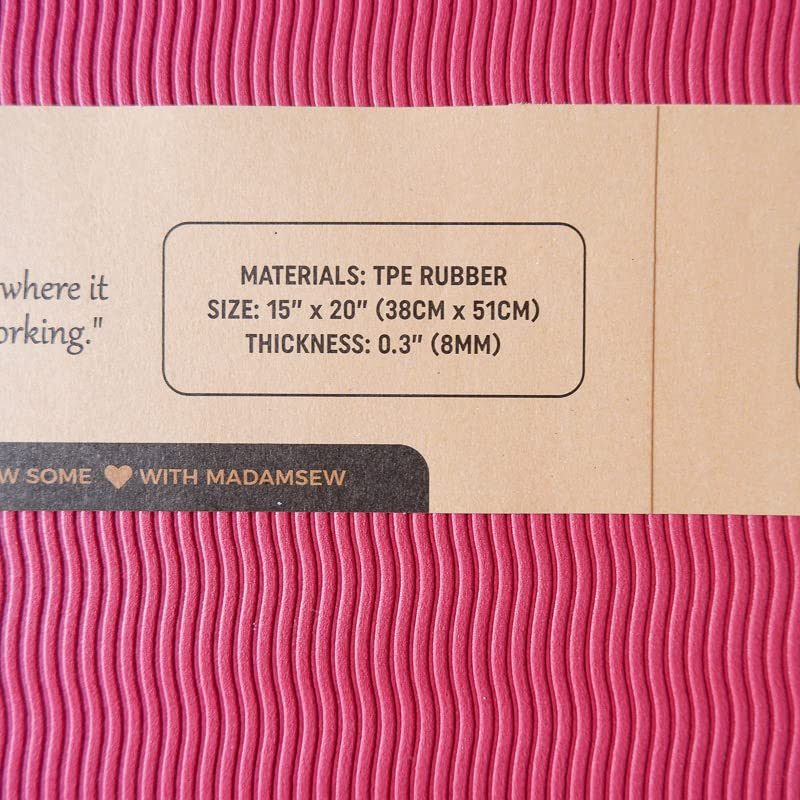 where it
orking."
MATERIALS: TPE RUBBER
SIZE: 15" x 20" (38CM x 51CM)
THICKNESS: 0.3" (8MM)
W SOME ♥ WITH MADAMSEW